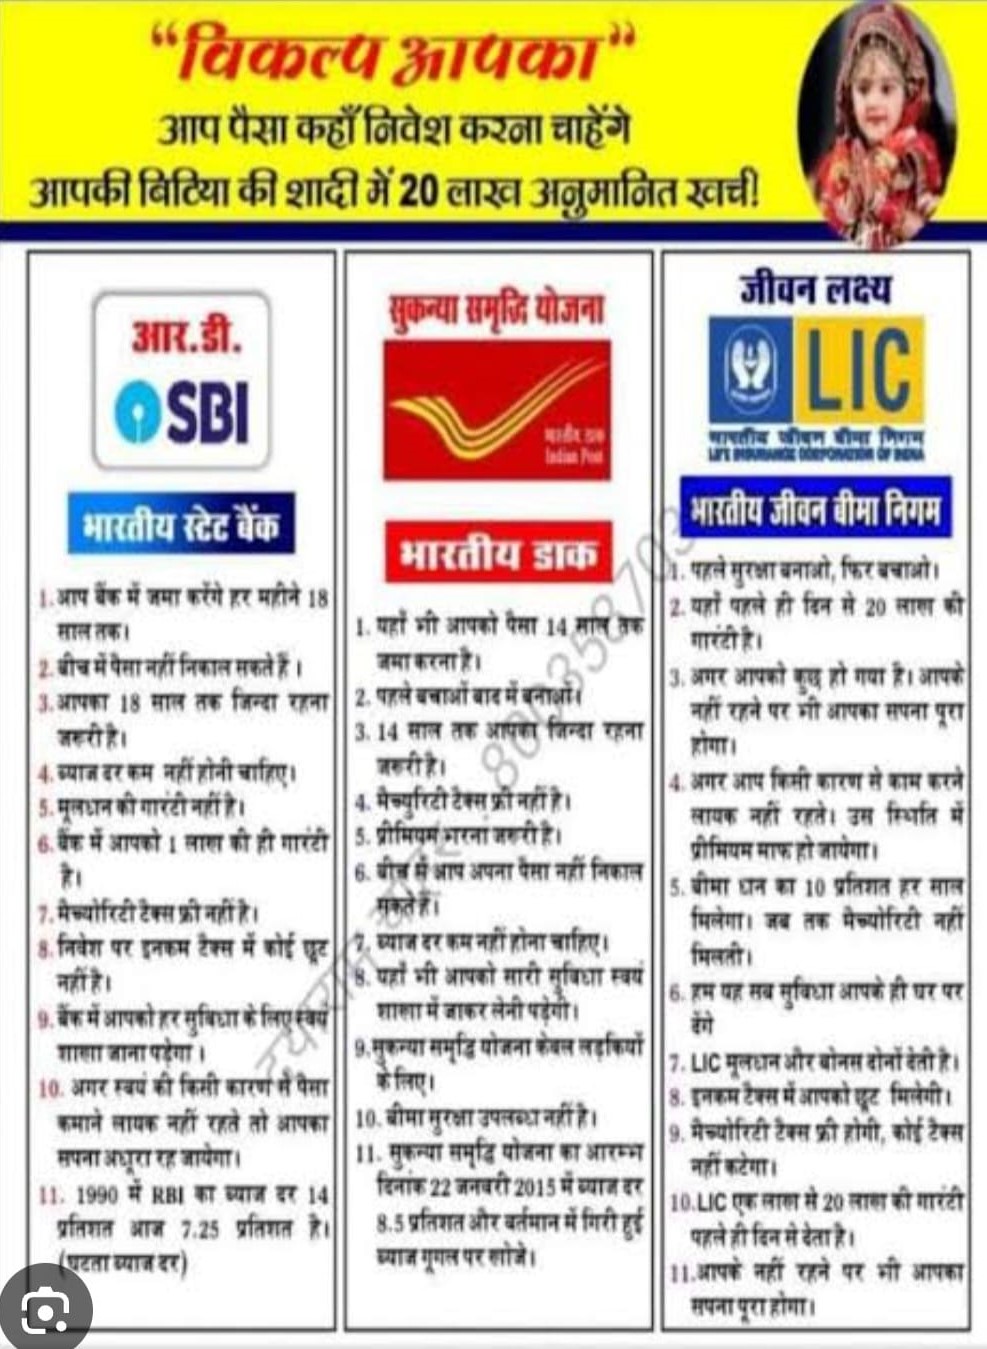 “विकल्प आपका”
आप पैसा कहाँ निवेश करना चाहेंगे
आपकी बिटिया की शादी में 20 लाख अनुमानित खर्च!
आर.डी.
SBI
भारतीय स्टेट बैंक
1. आप बैंक में जमा करेंगे हर महीने 18
साल तक।
2. बीच में पैसा नहीं निकाल सकते हैं ।
3. आपका 18 साल तक जिन्दा रहना
जरूरी है।
4. ब्याज दर कम नहीं होनी चाहिए।
5. मूलधन की गारंटी नहीं है।
6. बैंक में आपको 1 लाख की ही गारंटी
है।
7. मैच्योरिटी टैक्स फ्री नहीं है।
8. निवेश पर इनकम टैक्स में कोई छूट
नहीं है।
9. बैंक में आपको हर सुविधा के लिए स्वयं
शाखा जाना पड़ेगा ।
10. अगर स्वयं की किसी कारण से पैसा
कमाने लायक नहीं रहते तो आपका
सपना अधूरा रह जायेगा।
11. 1990 में RBI का ब्याज दर 14
प्रतिशत आज 7.25 प्रतिशत है।
(घटता ब्याज दर)
सुकन्या समृद्धि योजना
भारतीय डाक
Indian Post
भारतीय डाक
1. यहाँ भी आपको पैसा 14 साल तक
जमा करना है।
2. पहले बचाओं बाद में बनाओं।
3. 14 साल तक आपका जिन्दा रहना
जरूरी है।
4. मैच्युरिटी टैक्स फ्री नहीं है।
5. प्रीमियम भरना जरूरी है।
6. बीच में आप अपना पैसा नहीं निकाल
सकते हैं।
7. ब्याज दर कम नहीं होना चाहिए।
8. यहाँ भी आपको सारी सुविधा स्वयं
शाखा में जाकर लेनी पड़ेगी।
9. सुकन्या समृद्धि योजना केवल लड़कियों
के लिए।
10. बीमा सुरक्षा उपलब्ध नहीं है।
11. सुकन्या समृद्धि योजना का आरम्भ
दिनांक 22 जनवरी 2015 में ब्याज दर
8.5 प्रतिशत और वर्तमान में गिरी हुई
ब्याज गूगल पर खोजे।
जीवन लक्ष्य
LIC
भारतीय जीवन बीमा निगम
LIFE INSURANCE CORPORATION OF INDIA
भारतीय जीवन बीमा निगम
1. पहले सुरक्षा बनाओ, फिर बचाओ।
2. यहाँ पहले ही दिन से 20 लाख की
गारंटी है।
3. अगर आपको कुछ हो गया है। आपके
नहीं रहने पर भी आपका सपना पूरा
होगा।
4. अगर आप किसी कारण से काम करने
लायक नहीं रहते। उस स्थिति में
प्रीमियम माफ हो जायेगा।
5. बीमा धन का 10 प्रतिशत हर साल
मिलेगा। जब तक मैच्योरिटी नहीं
मिलती।
6. हम यह सब सुविधा आपके ही घर पर
देंगे
7. LIC मूलधन और बोनस दोनों देती है।
8. इनकम टैक्स में आपको छूट मिलेगी।
9. मैच्योरिटी टैक्स फ्री होगी, कोई टैक्स
नहीं कटेगा।
10. LIC एक लाख से 20 लाख की गारंटी
पहले ही दिन से देता है।
11. आपके नहीं रहने पर भी आपका
सपना पूरा होगा।